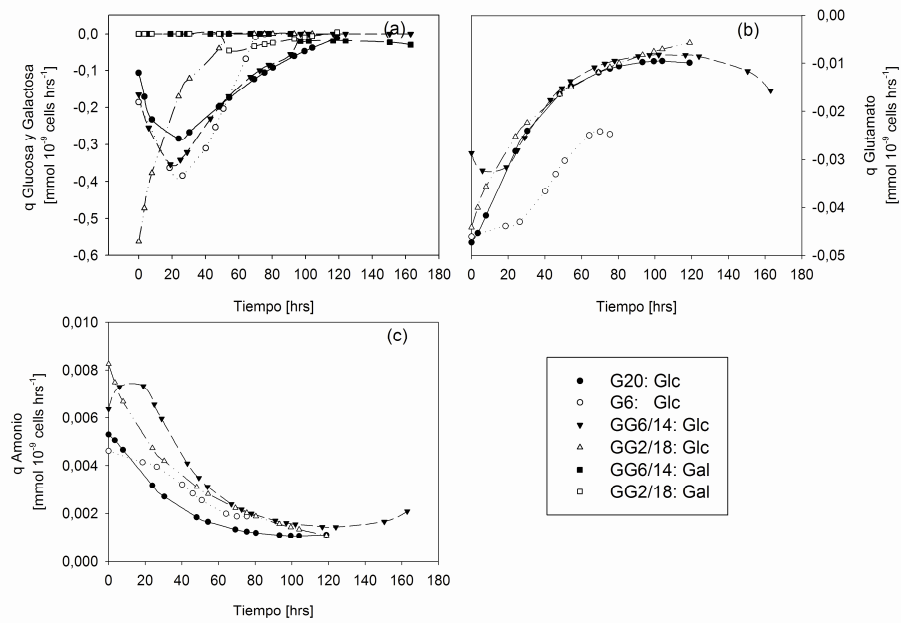 (a)
q Glucosa y Galactosa
[mmol 10⁻⁹ cells hrs⁻¹]
0,0
-0,1
-0,2
-0,3
-0,4
-0,5
-0,6
0 20 40 60 80 100 120 140 160 180
Tiempo [hrs]
(b)
0,00
-0,01
-0,02
-0,03
-0,04
-0,05
q Glutamato
[mmol 10⁻⁹ cells hrs⁻¹]
0 20 40 60 80 100 120 140 160 180
Tiempo [hrs]
(c)
q Amonio
[mmol 10⁻⁹ cells hrs⁻¹]
0,010
0,008
0,006
0,004
0,002
0,000
0 20 40 60 80 100 120 140 160 180
Tiempo [hrs]
G20: Glc
G6: Glc
GG6/14: Glc
GG2/18: Glc
GG6/14: Gal
GG2/18: Gal